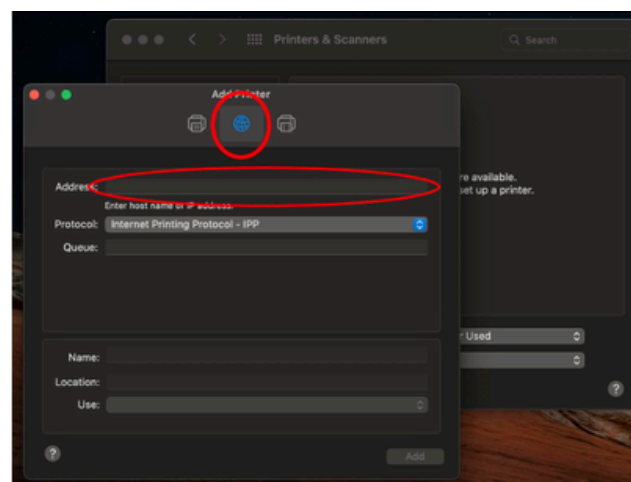 Printers & Scanners
Search
Add Printer
Address:
Enter host name or IP address.
Protocol: Internet Printing Protocol - IPP
Queue:
re available.
set up a printer.
r Used
Name:
Location:
Use:
?
?
Add